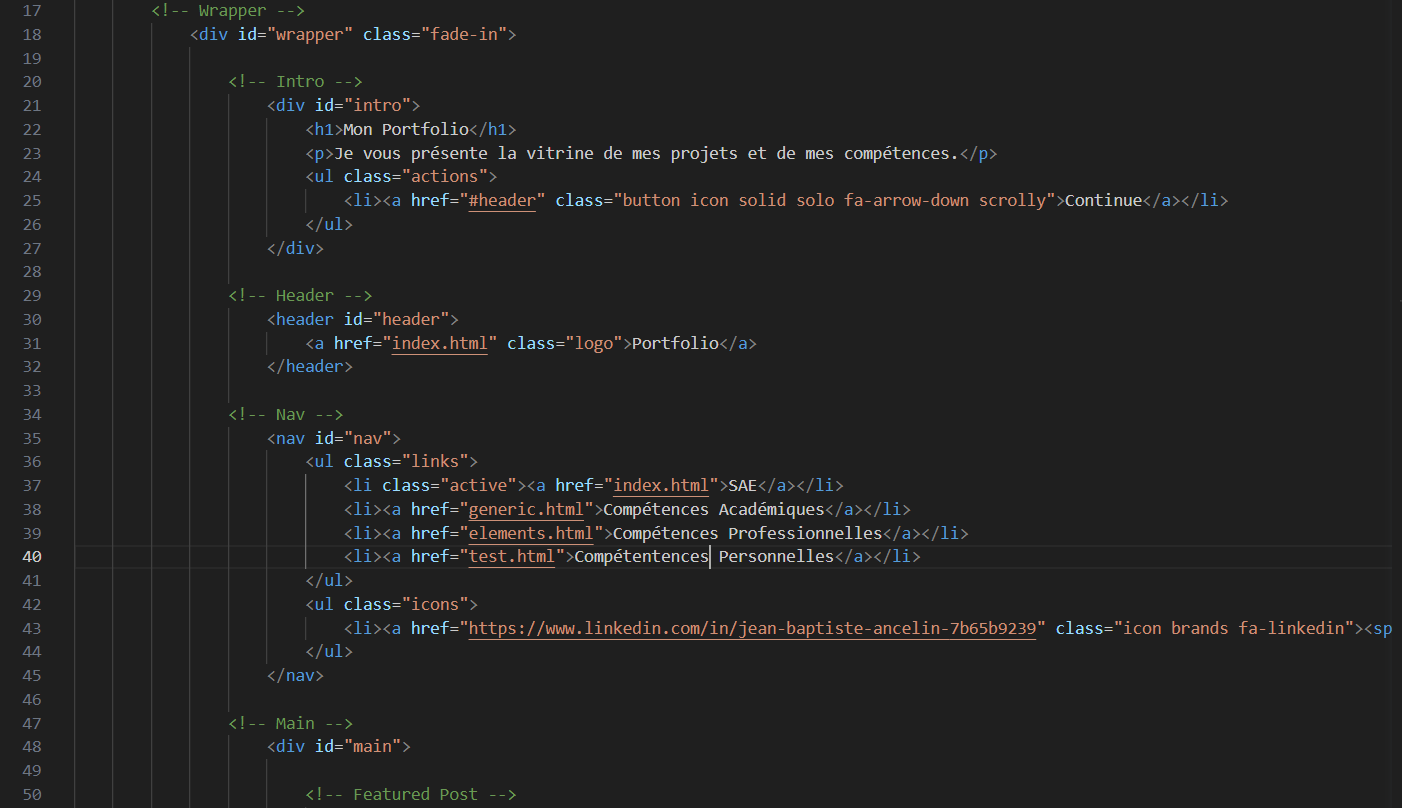 17 <!-- Wrapper -->
18 <div id="wrapper" class="fade-in">
19
20 <!-- Intro -->
21 <div id="intro">
22 <h1>Mon Portfolio</h1>
23 <p>Je vous présente la vitrine de mes projets et de mes compétences.</p>
24 <ul class="actions">
25 <li><a href="#header" class="button icon solid solo fa-arrow-down scrolly">Continue</a></li>
26 </ul>
27 </div>
28
29 <!-- Header -->
30 <header id="header">
31 <a href="index.html" class="logo">Portfolio</a>
32 </header>
33
34 <!-- Nav -->
35 <nav id="nav">
36 <ul class="links">
37 <li class="active"><a href="index.html">SAE</a></li>
38 <li><a href="generic.html">Compétences Académiques</a></li>
39 <li><a href="elements.html">Compétences Professionnelles</a></li>
40 <li><a href="test.html">Compétentences Personnelles</a></li>
41 </ul>
42 <ul class="icons">
43 <li><a href="https://www.linkedin.com/in/jean-baptiste-ancelin-7b65b9239" class="icon brands fa-linkedin"><sp
44 </ul>
45 </nav>
46
47 <!-- Main -->
48 <div id="main">
49
50 <!-- Featured Post -->